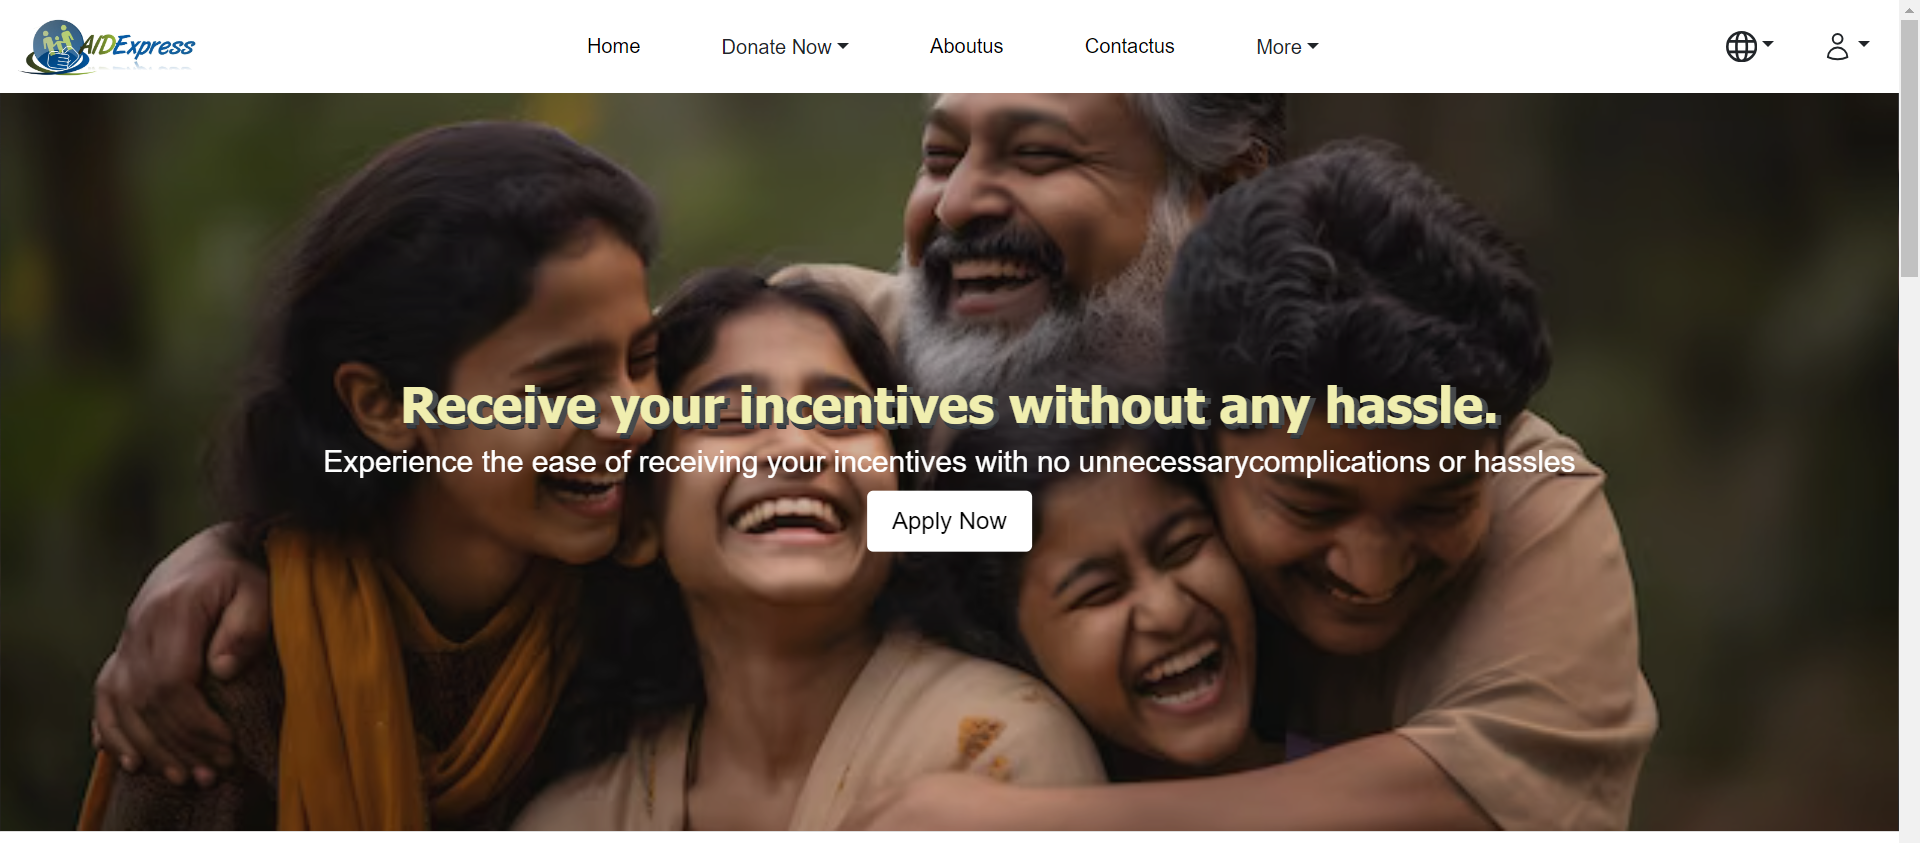 AIDExpress
Home Donate Now Aboutus Contactus More
Receive your incentives without any hassle.
Experience the ease of receiving your incentives with no unnecessarycomplications or hassles
Apply Now